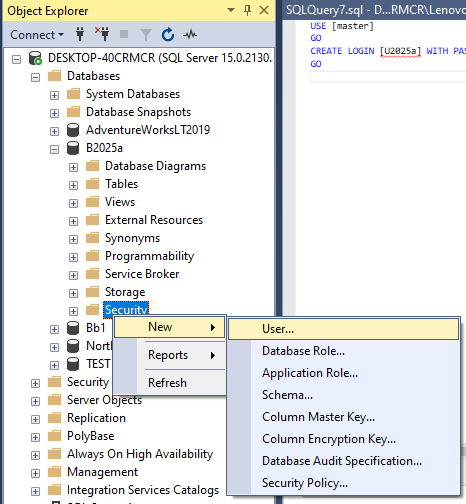 Object Explorer
Connect
DESKTOP-40CRMCR (SQL Server 15.0.2130...
Databases
System Databases
Database Snapshots
AdventureWorksLT2019
B2025a
Database Diagrams
Tables
Views
External Resources
Synonyms
Programmability
Service Broker
Storage
Security
Bb1
North
TEST
Security
Server Objects
Replication
PolyBase
Always On High Availability
Management
Integration Services Catalogs
New
Reports
Refresh
User...
Database Role...
Application Role...
Schema...
Column Master Key...
Column Encryption Key...
Database Audit Specification...
Security Policy...
SQLQuery7.sql - D...RMCR\Lenovo
USE [master]
GO
CREATE LOGIN [U2025a] WITH PAS
GO